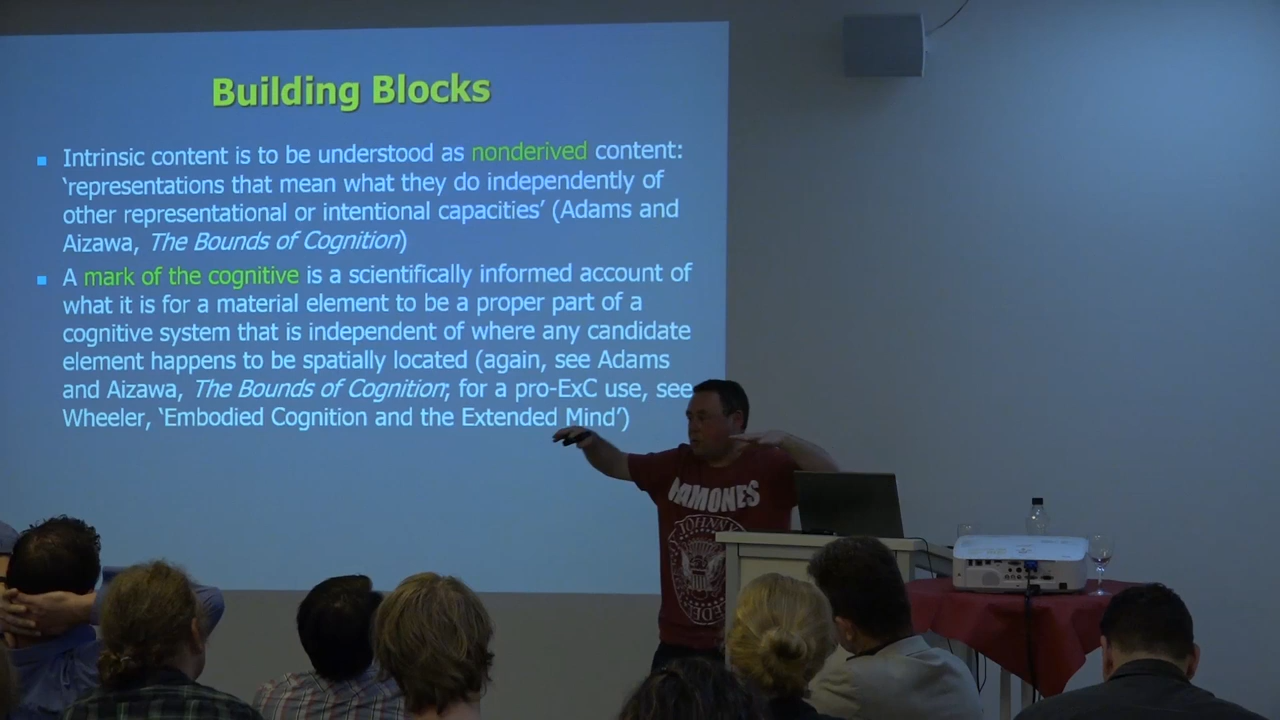 Building Blocks
Intrinsic content is to be understood as nonderived content:
‘representations that mean what they do independently of
other representational or intentional capacities’ (Adams and
Aizawa, The Bounds of Cognition)
A mark of the cognitive is a scientifically informed account of
what it is for a material element to be a proper part of a
cognitive system that is independent of where any candidate
element happens to be spatially located (again, see Adams
and Aizawa, The Bounds of Cognition; for a pro-ExC use, see
Wheeler, ‘Embodied Cognition and the Extended Mind’)
RAMONES